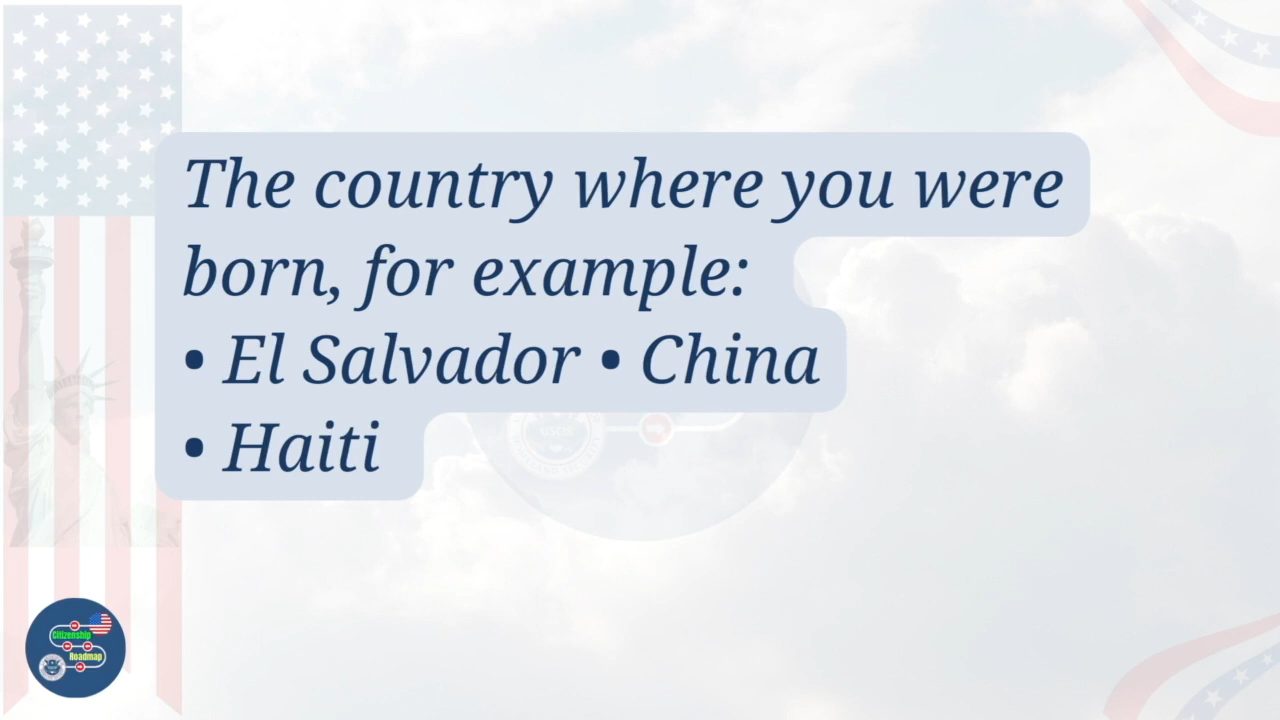 The country where you were
born, for example:
• El Salvador • China
• Haiti
Citizenship
Roadmap